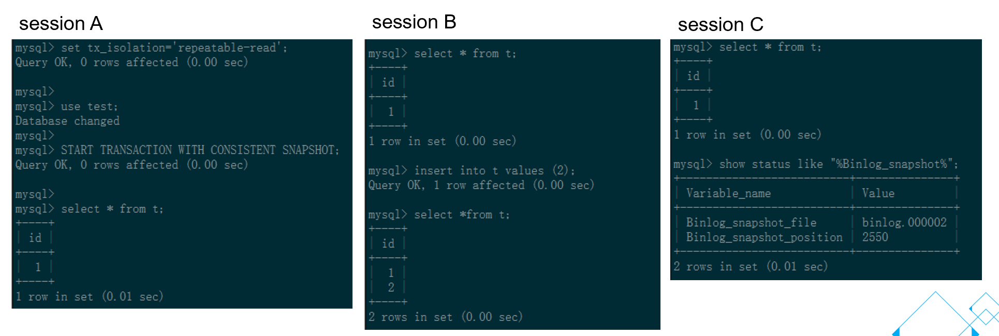 session A
mysql> set tx_isolation='repeatable-read';
Query OK, 0 rows affected (0.00 sec)
mysql>
mysql> use test;
Database changed
mysql>
mysql> START TRANSACTION WITH CONSISTENT SNAPSHOT;
Query OK, 0 rows affected (0.00 sec)
mysql>
mysql> select * from t;
+----+
| id |
+----+
| 1 |
+----+
1 row in set (0.01 sec)
session B
mysql> select * from t;
+----+
| id |
+----+
| 1 |
+----+
1 row in set (0.00 sec)
mysql> insert into t values (2);
Query OK, 1 row affected (0.00 sec)
mysql> select *from t;
+----+
| id |
+----+
| 1 |
| 2 |
+----+
2 rows in set (0.00 sec)
session C
mysql> select * from t;
+----+
| id |
+----+
| 1 |
+----+
1 row in set (0.00 sec)
mysql> show status like "%Binlog_snapshot%";
+--------------------------+---------------+
| Variable_name | Value |
+--------------------------+---------------+
| Binlog_snapshot_file | binlog.000002 |
| Binlog_snapshot_position | 2550 |
+--------------------------+---------------+
2 rows in set (0.01 sec)